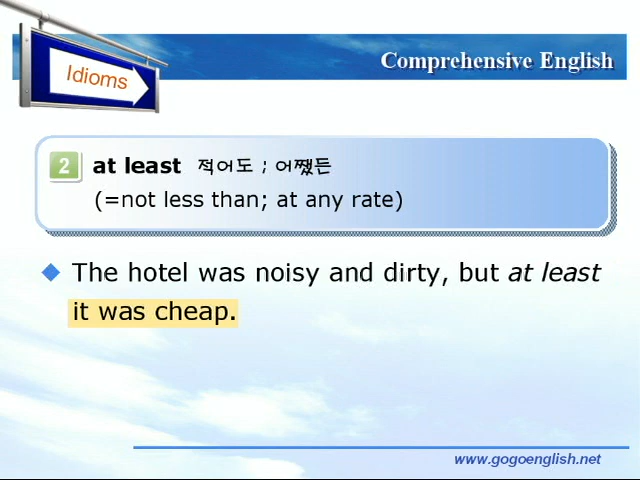 Idioms
Comprehensive English
2 at least 적어도 ; 어쨌든
(=not less than; at any rate)
The hotel was noisy and dirty, but at least
it was cheap.
www.gogoenglish.net